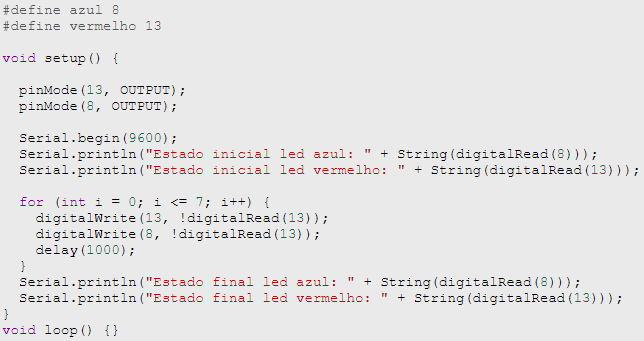 #define azul 8
#define vermelho 13
void setup() {
pinMode(13, OUTPUT);
pinMode(8, OUTPUT);
Serial.begin(9600);
Serial.println("Estado inicial led azul: " + String(digitalRead(8)));
Serial.println("Estado inicial led vermelho: " + String(digitalRead(13)));
for (int i = 0; i <= 7; i++) {
digitalWrite(13, !digitalRead(13));
digitalWrite(8, !digitalRead(13));
delay(1000);
}
Serial.println("Estado final led azul: " + String(digitalRead(8)));
Serial.println("Estado final led vermelho: " + String(digitalRead(13)));
}
void loop() {}